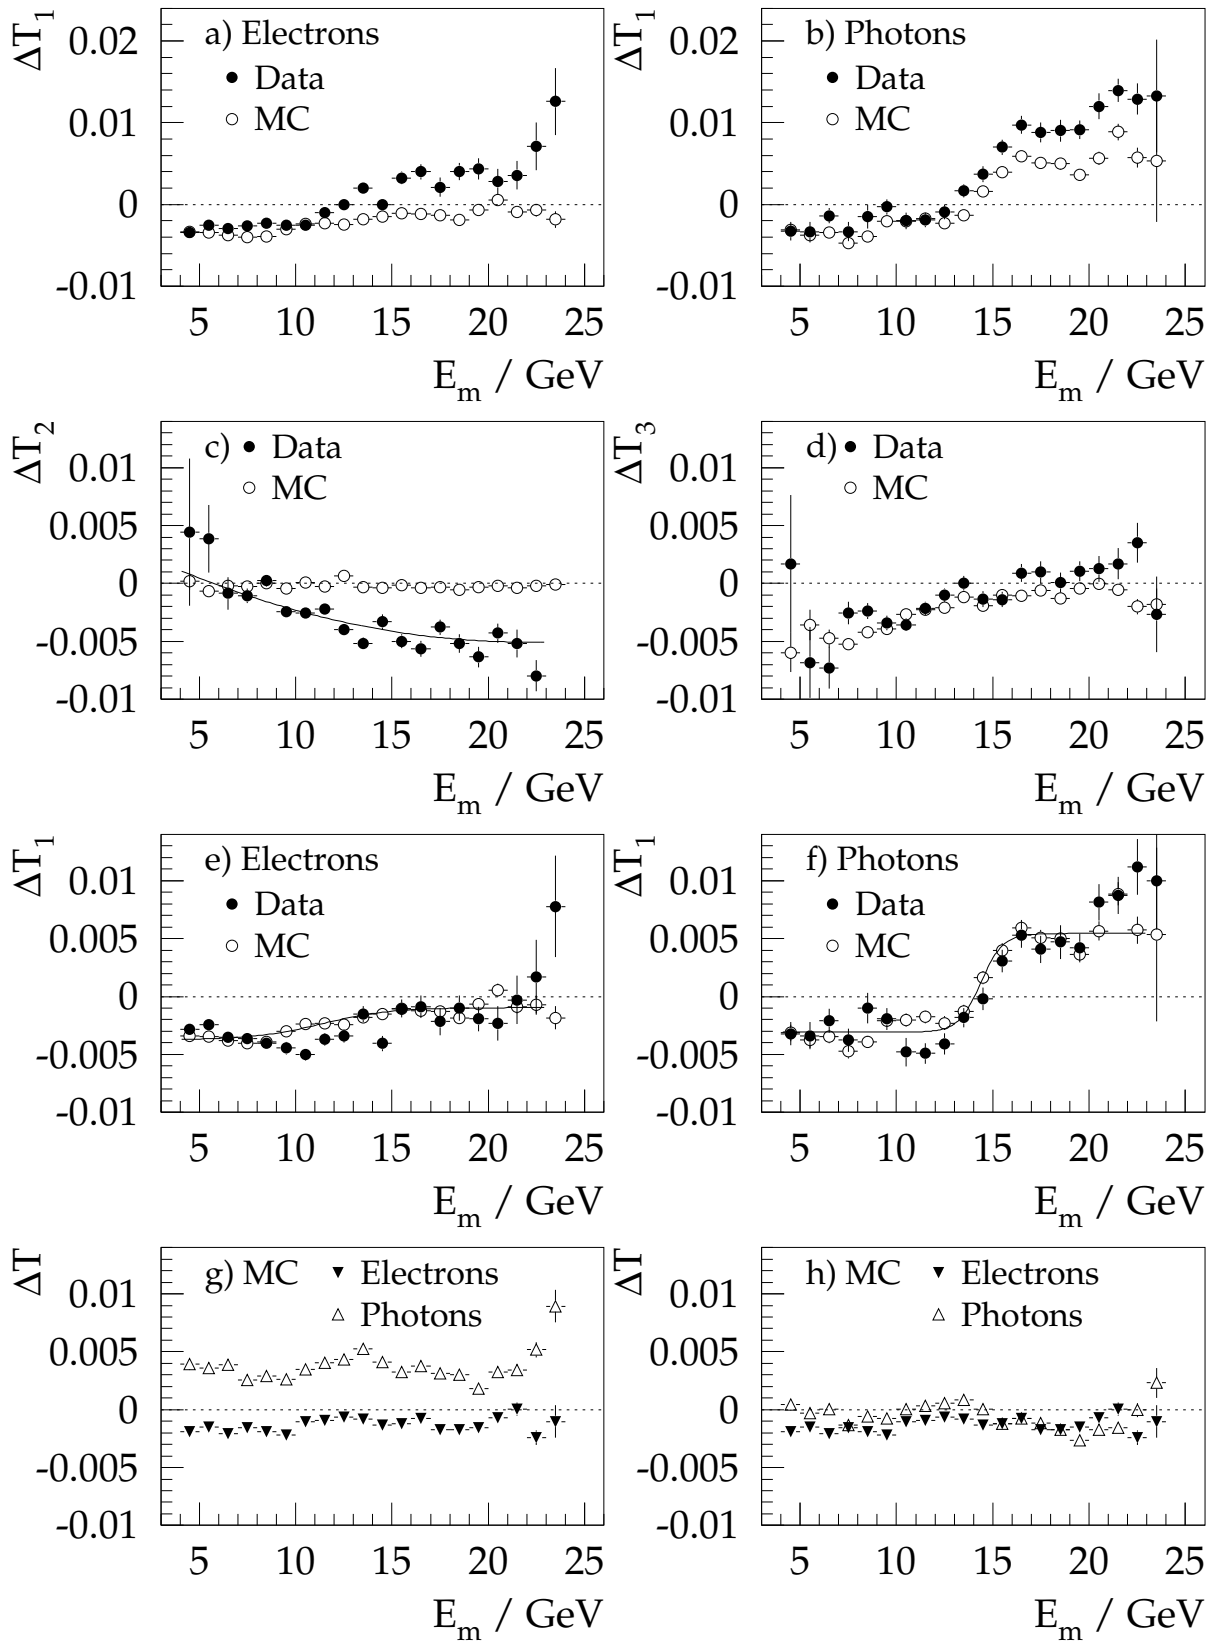 ΔT1
0.02
0.01
0
-0.01
a) Electrons
Data
MC
5 10 15 20 25
Em / GeV
ΔT1
0.02
0.01
0
-0.01
b) Photons
Data
MC
5 10 15 20 25
Em / GeV
ΔT2
0.01
0.005
0
-0.005
-0.01
c) Data
MC
5 10 15 20 25
Em / GeV
ΔT3
0.01
0.005
0
-0.005
-0.01
d) Data
MC
5 10 15 20 25
Em / GeV
ΔT1
0.01
0.005
0
-0.005
-0.01
e) Electrons
Data
MC
5 10 15 20 25
Em / GeV
ΔT1
0.01
0.005
0
-0.005
-0.01
f) Photons
Data
MC
5 10 15 20 25
Em / GeV
ΔT
0.01
0.005
0
-0.005
-0.01
g) MC Electrons
Photons
5 10 15 20 25
Em / GeV
ΔT
0.01
0.005
0
-0.005
-0.01
h) MC Electrons
Photons
5 10 15 20 25
Em / GeV